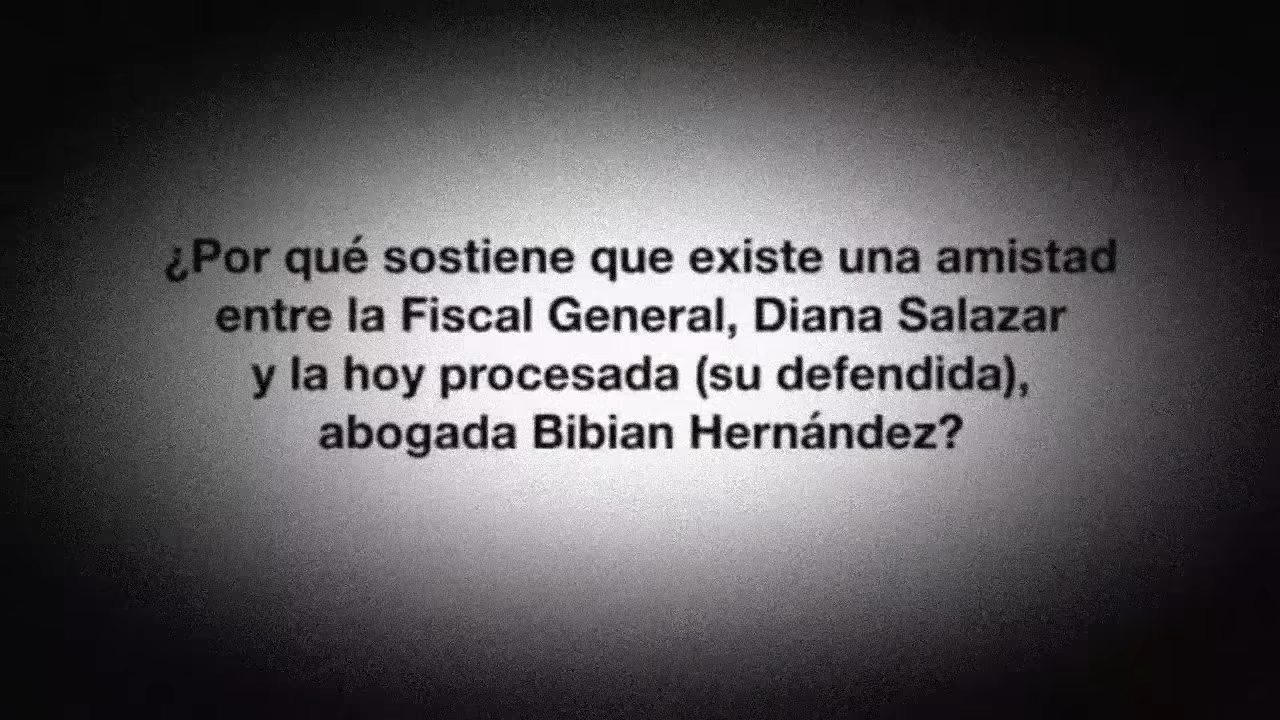 ¿Por qué sostiene que existe una amistad
entre la Fiscal General, Diana Salazar
y la hoy procesada (su defendida),
abogada Bibian Hernández?